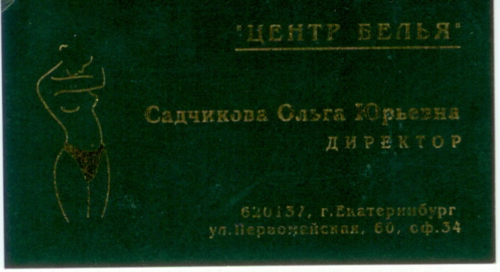 "ЦЕНТР БЕЛЬЯ"
Садчикова Ольга Юрьевна
ДИРЕКТОР
620137, г.Екатеринбург
ул.Первомайская, 60, оф.34